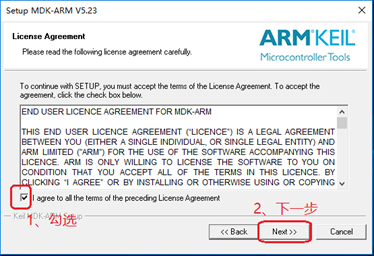 Setup MDK-ARM V5.23
License Agreement
Please read the following license agreement carefully.
ARM®KEIL®
Microcontroller Tools
To continue with SETUP, you must accept the terms of the License Agreement. To accept the
agreement, click the check box below.
END USER LICENCE AGREEMENT FOR MDK-ARM
THIS END USER LICENCE AGREEMENT ("LICENCE") IS A LEGAL AGREEMENT
BETWEEN YOU (EITHER A SINGLE INDIVIDUAL, OR SINGLE LEGAL ENTITY) AND
ARM LIMITED ("ARM") FOR THE USE OF THE SOFTWARE ACCOMPANYING THIS
LICENCE. ARM IS ONLY WILLING TO LICENSE THE SOFTWARE TO YOU ON
CONDITION THAT YOU ACCEPT ALL OF THE TERMS IN THIS LICENCE. BY
CLICKING "I AGREE" OR BY INSTALLING OR OTHERWISE USING OR COPYING
I agree to all the terms of the preceding License Agreement
1、勾选
2、下一步
Keil MDK-ARM Setup
<< Back
Next >>
Cancel